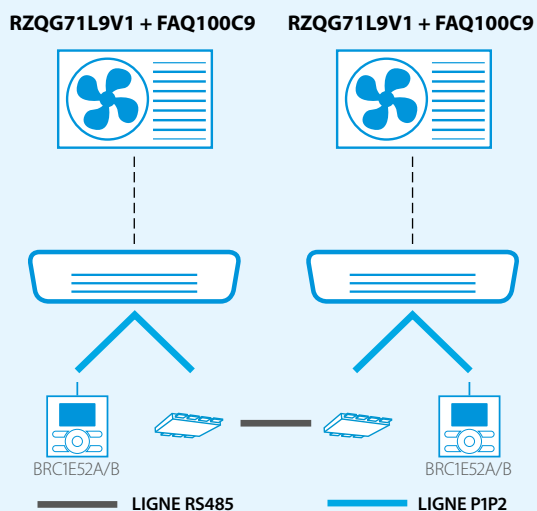 RZQG71L9V1 + FAQ100C9
RZQG71L9V1 + FAQ100C9
BRC1E52A/B
BRC1E52A/B
LIGNE RS485
LIGNE P1P2